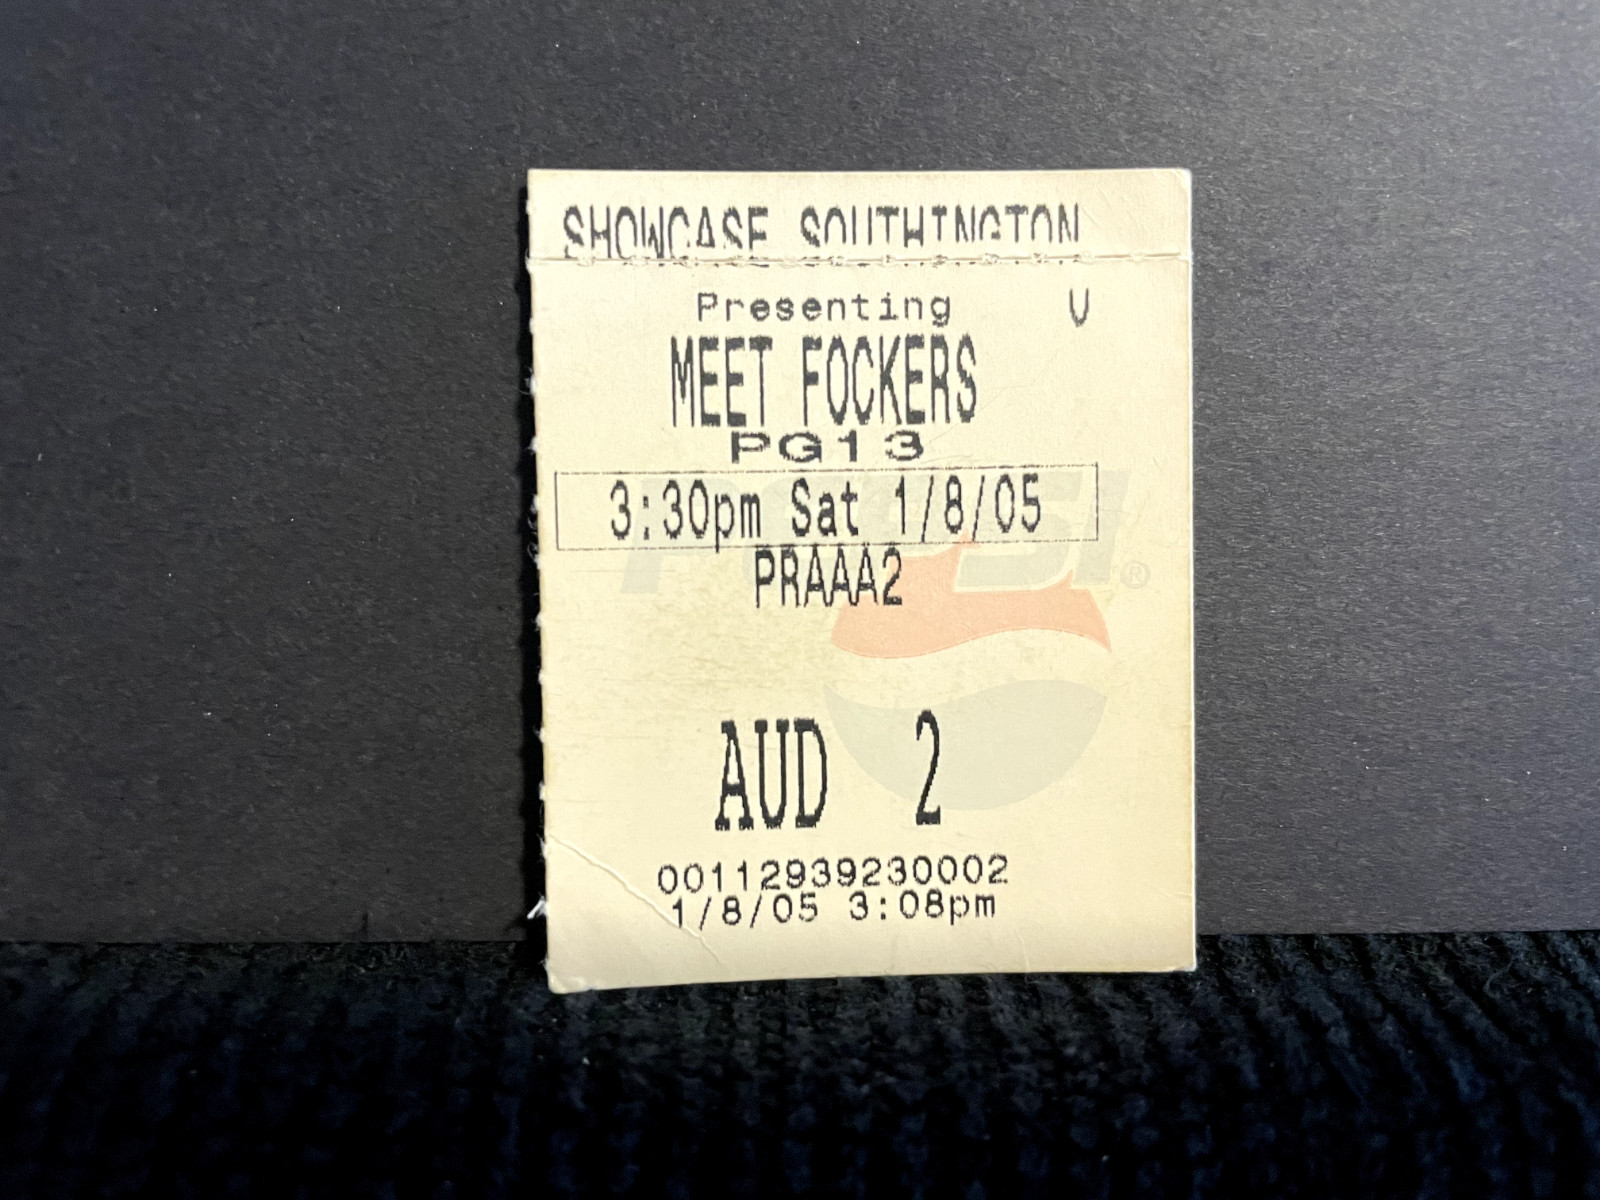 SHOWCASE SOUTHINGTON
Presenting V
MEET FOCKERS
PG13
3:30pm Sat 1/8/05
PEPSI®
PRAAA2
AUD 2
00112939230002
1/8/05 3:08pm